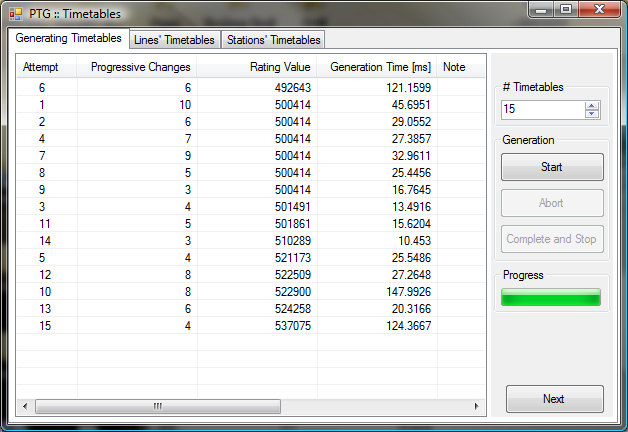 PTG :: Timetables
Generating Timetables Lines' Timetables Stations' Timetables
Attempt Progressive Changes Rating Value Generation Time [ms] Note
6 6 492643 121.1599
1 10 500414 45.6951
2 6 500414 29.0552
4 7 500414 27.3857
7 9 500414 32.9611
8 5 500414 25.4456
9 3 500414 16.7645
3 4 501491 13.4916
11 5 501861 15.6204
14 3 510289 10.453
5 4 521173 25.5486
12 8 522509 27.2648
10 8 522900 147.9926
13 6 524258 20.3166
15 4 537075 124.3667
# Timetables
15
Generation
Start
Abort
Complete and Stop
Progress
Next